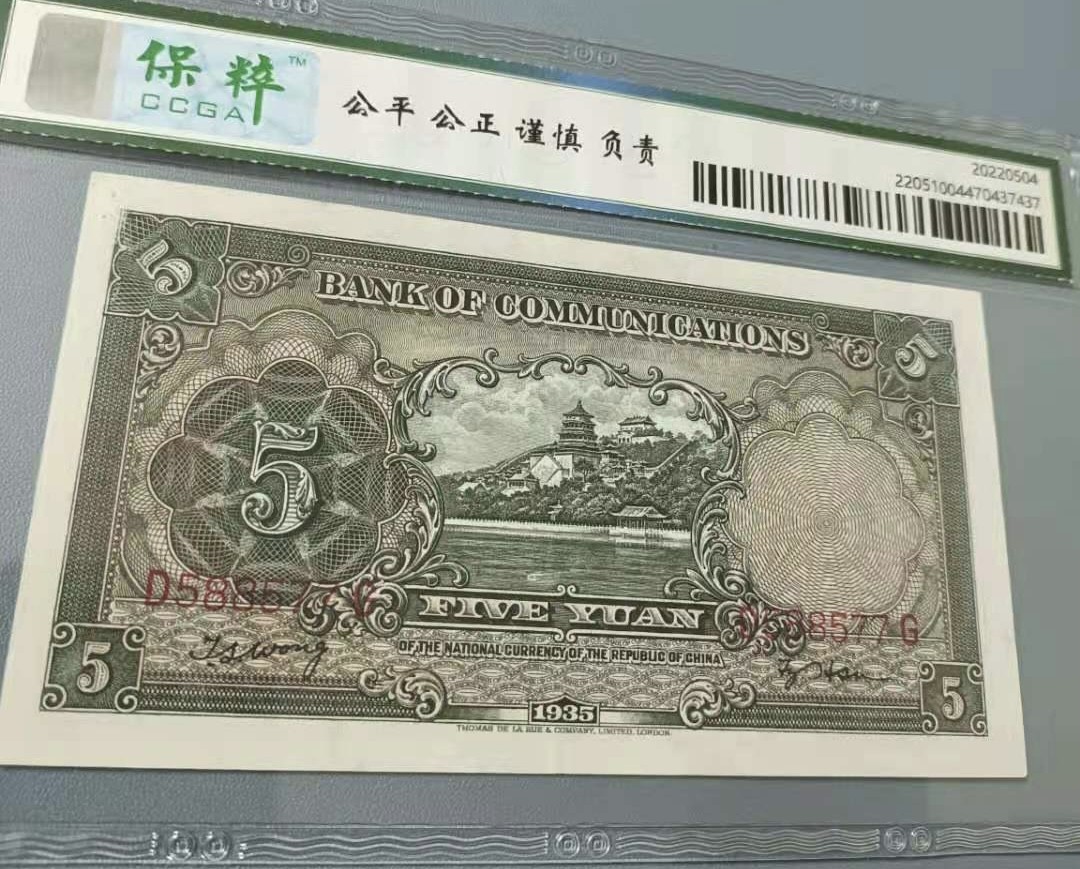 保粹™
CCGA
公平 公正 谨慎 负责
20220504
22051004470437437
5
5
BANK OF COMMUNICATIONS
5
FIVE YUAN
OF THE NATIONAL CURRENCY OF THE REPUBLIC OF CHINA
5
5
1935
THOMAS DE LA RUE & COMPANY, LIMITED, LONDON